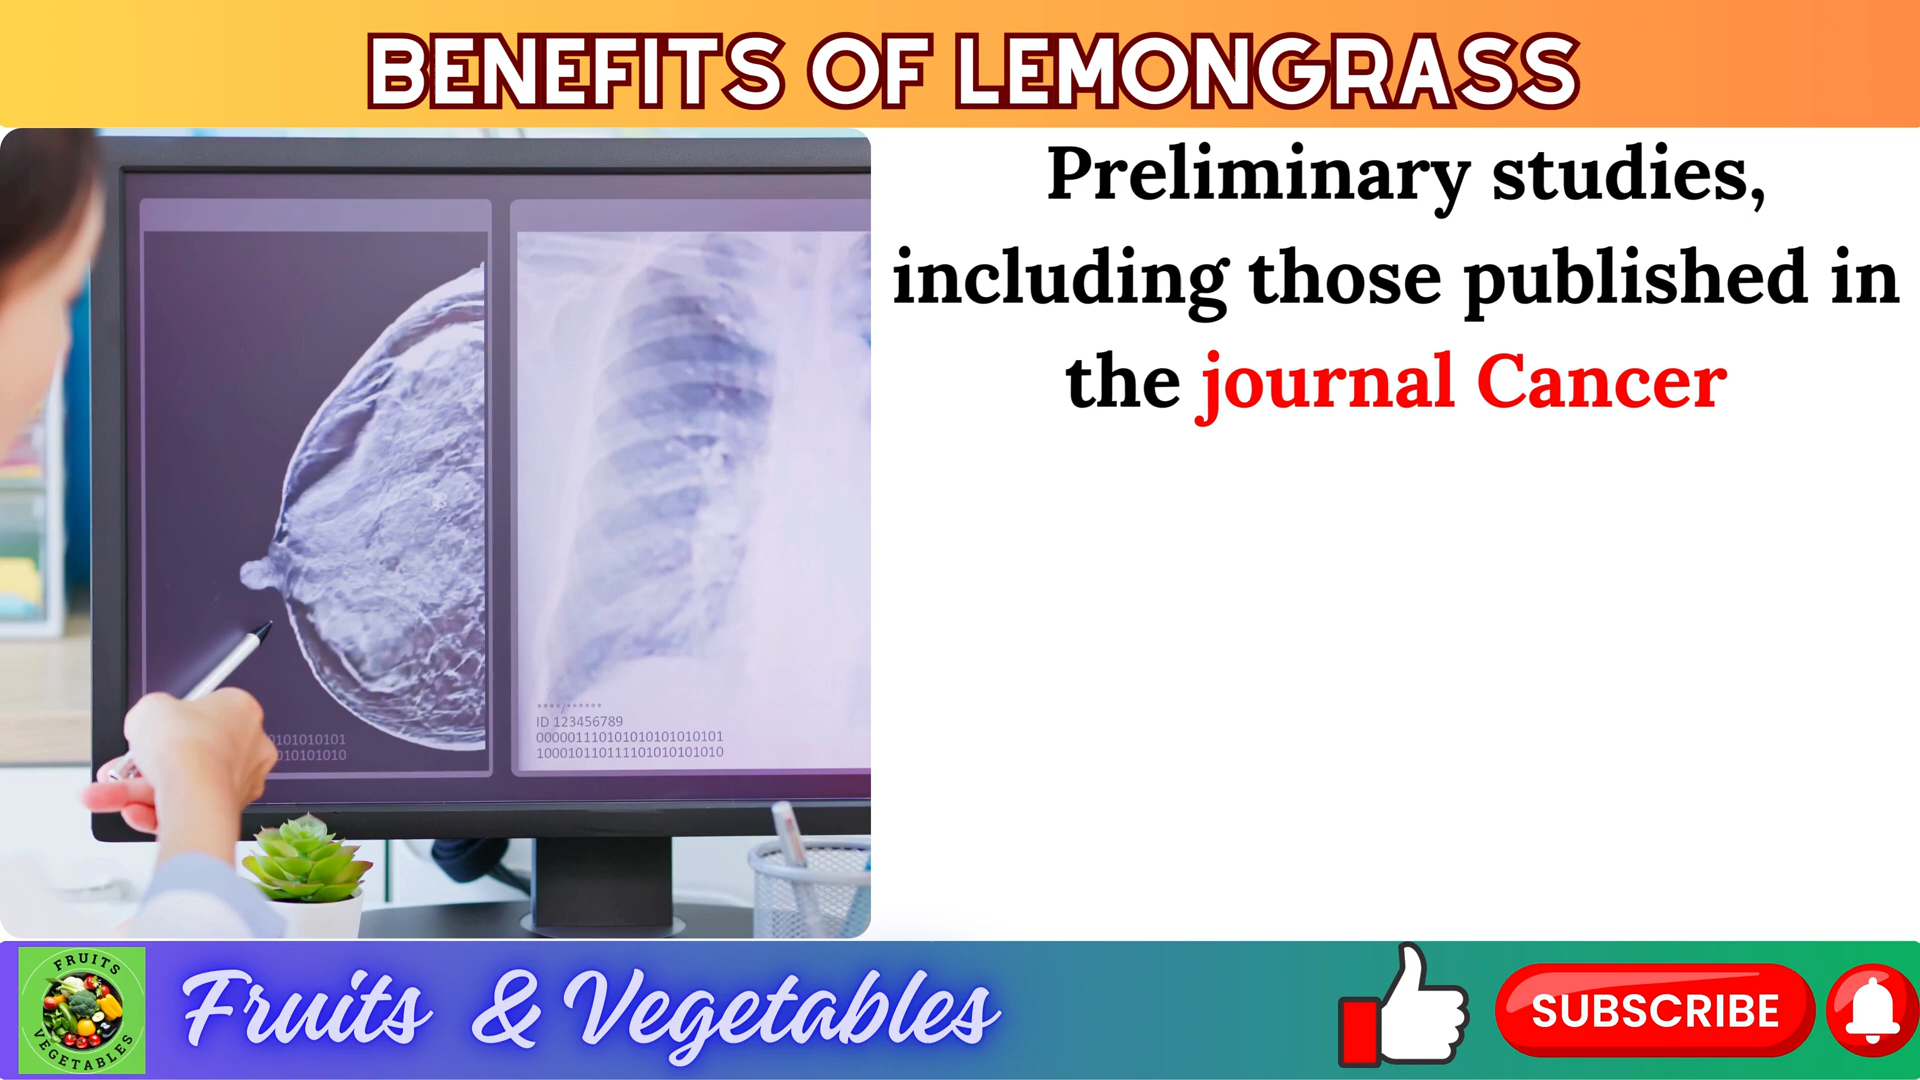 BENEFITS OF LEMONGRASS
Preliminary studies,
including those published in
the journal Cancer
****/******
ID 123456789
000001110101010101010101
100010110111101010101010
0101010101
010101010
FRUITS
VEGETABLES
Fruits & Vegetables
SUBSCRIBE